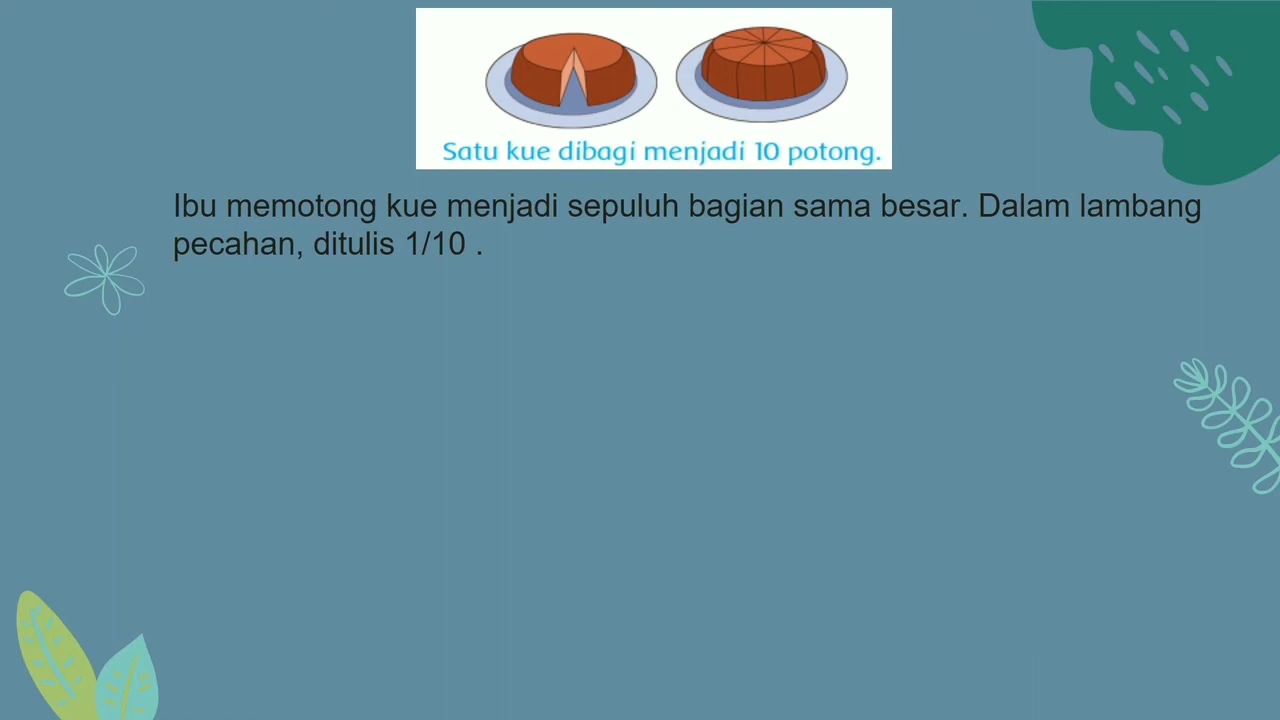 Satu kue dibagi menjadi 10 potong.
Ibu memotong kue menjadi sepuluh bagian sama besar. Dalam lambang
pecahan, ditulis 1/10 .